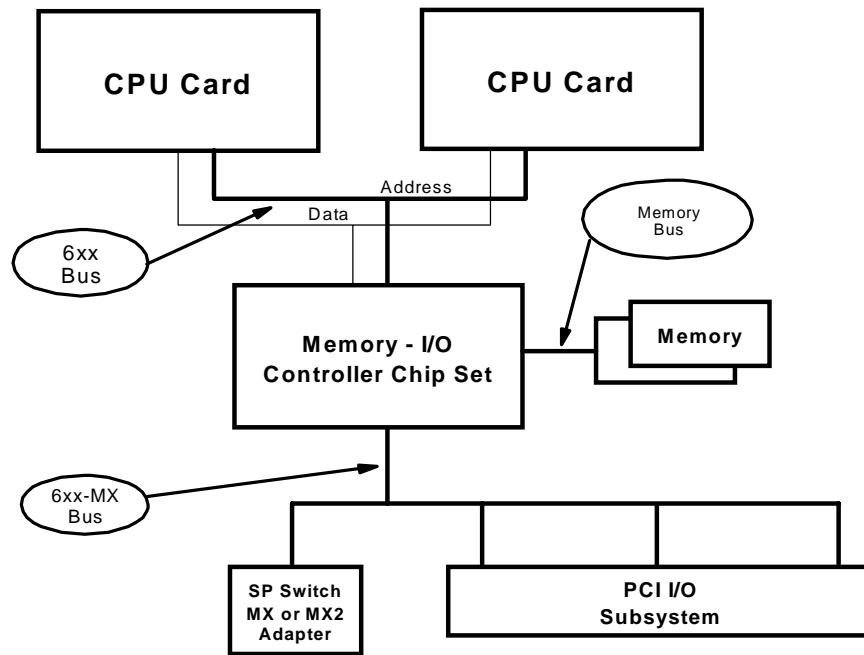 CPU Card
CPU Card
Address
Data
6xx
Bus
Memory
Bus
Memory - I/O
Controller Chip Set
Memory
6xx-MX
Bus
SP Switch
MX or MX2
Adapter
PCI I/O
Subsystem